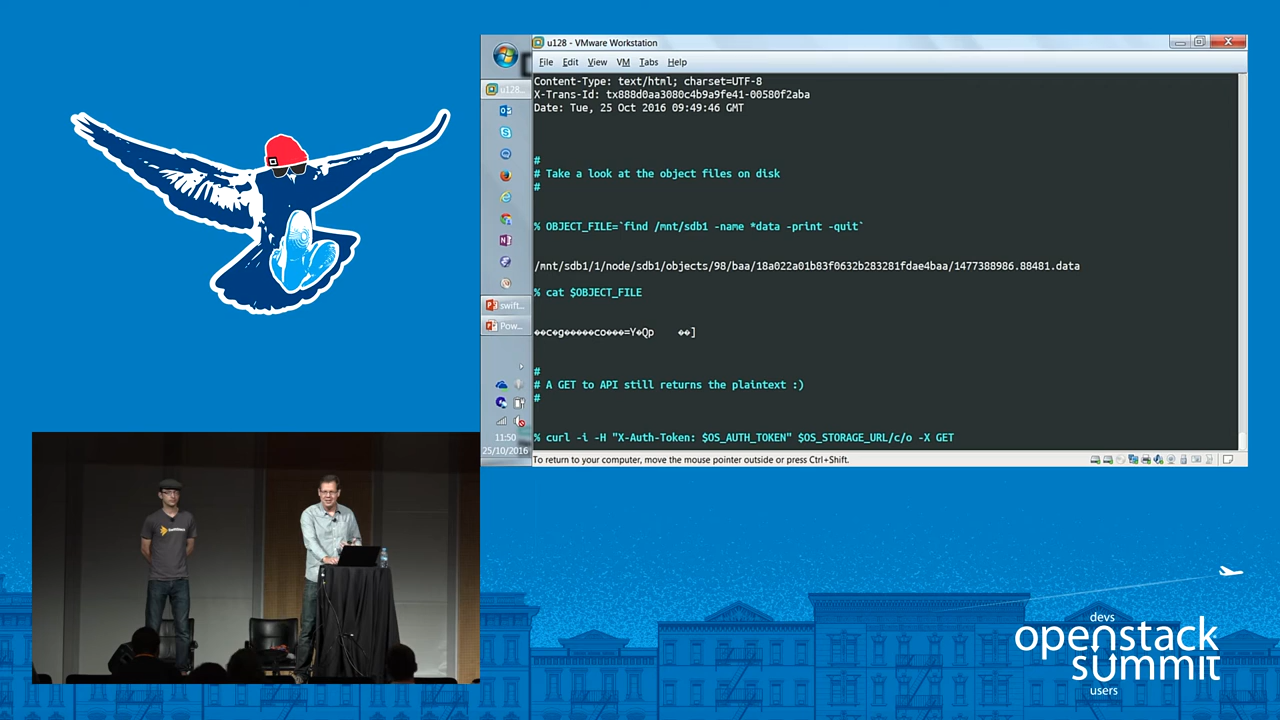 u128 - VMware Workstation
File Edit View VM Tabs Help
u128...
Content-Type: text/html; charset=UTF-8
X-Trans-Id: tx888d0aa3080c4b9a9fe41-00580f2aba
Date: Tue, 25 Oct 2016 09:49:46 GMT
#
# Take a look at the object files on disk
#
% OBJECT_FILE=`find /mnt/sdb1 -name *data -print -quit`
/mnt/sdb1/1/node/sdb1/objects/98/baa/18a022a01b83f0632b283281fdae4baa/1477388986.88481.data
% cat $OBJECT_FILE
swift...
Pow...
��c�g�����co���=Y�Qp ��]
#
# A GET to API still returns the plaintext :)
#
% curl -i -H "X-Auth-Token: $OS_AUTH_TOKEN" $OS_STORAGE_URL/c/o -X GET
11:50
25/10/2016
To return to your computer, move the mouse pointer outside or press Ctrl+Shift.
devs
openstack
summit
users